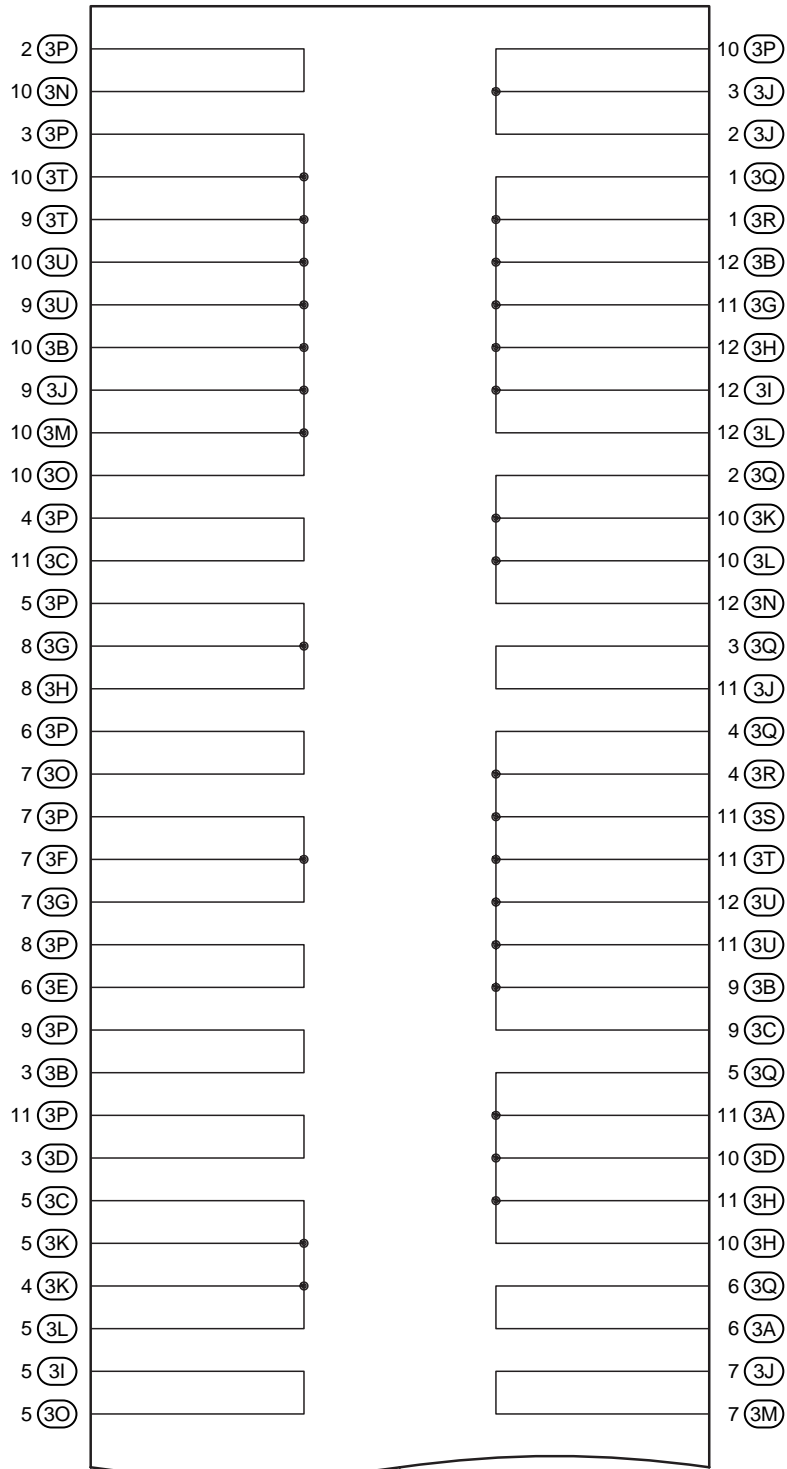 2 3P
10 3N
3 3P
10 3T
9 3T
10 3U
9 3U
10 3B
9 3J
10 3M
10 3O
4 3P
11 3C
5 3P
8 3G
8 3H
6 3P
7 3O
7 3P
7 3F
7 3G
8 3P
6 3E
9 3P
3 3B
11 3P
3 3D
5 3C
5 3K
4 3K
5 3L
5 3I
5 3O
10 3P
3 3J
2 3J
1 3Q
1 3R
12 3B
11 3G
12 3H
12 3I
12 3L
2 3Q
10 3K
10 3L
12 3N
3 3Q
11 3J
4 3Q
4 3R
11 3S
11 3T
12 3U
11 3U
9 3B
9 3C
5 3Q
11 3A
10 3D
11 3H
10 3H
6 3Q
6 3A
7 3J
7 3M